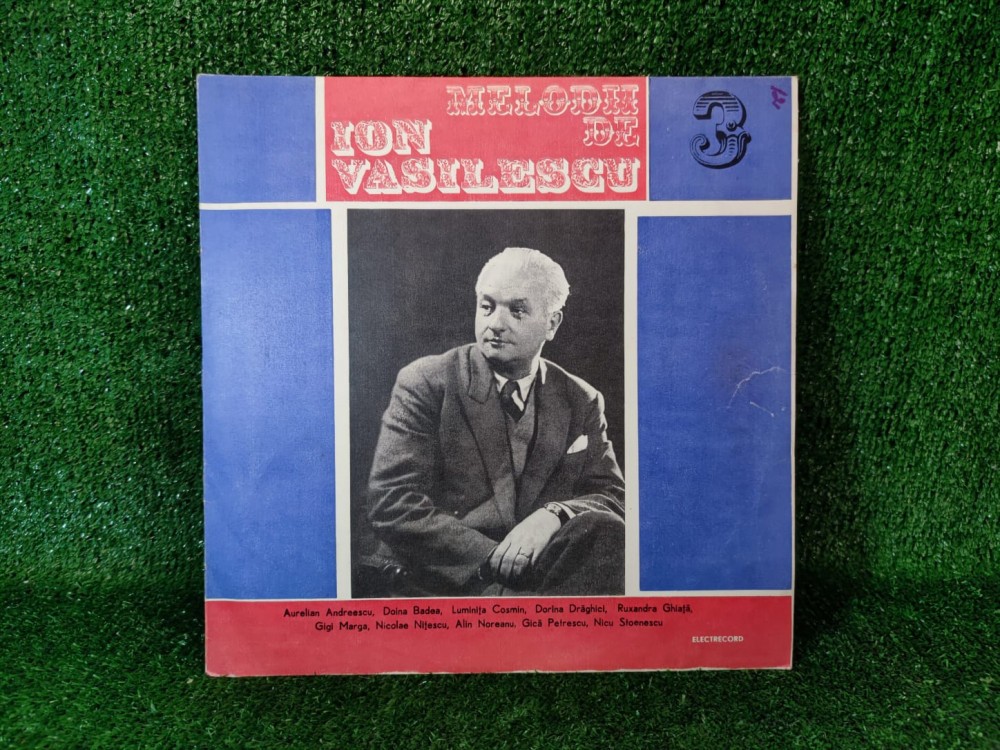 MELODII
DE
ION
VASILESCU
3
Aurelian Andreescu, Doina Badea, Luminița Cosmin, Dorina Drăghici, Ruxandra Ghiață,
Gigi Marga, Nicolae Nițescu, Alin Noreanu, Gică Petrescu, Nicu Stoenescu
ELECTRECORD